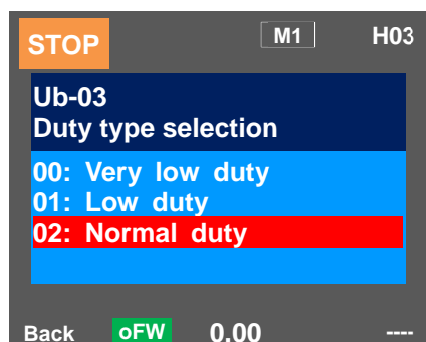 STOP M1 H03
Ub-03
Duty type selection
00: Very low duty
01: Low duty
02: Normal duty
Back oFW 0.00 ----